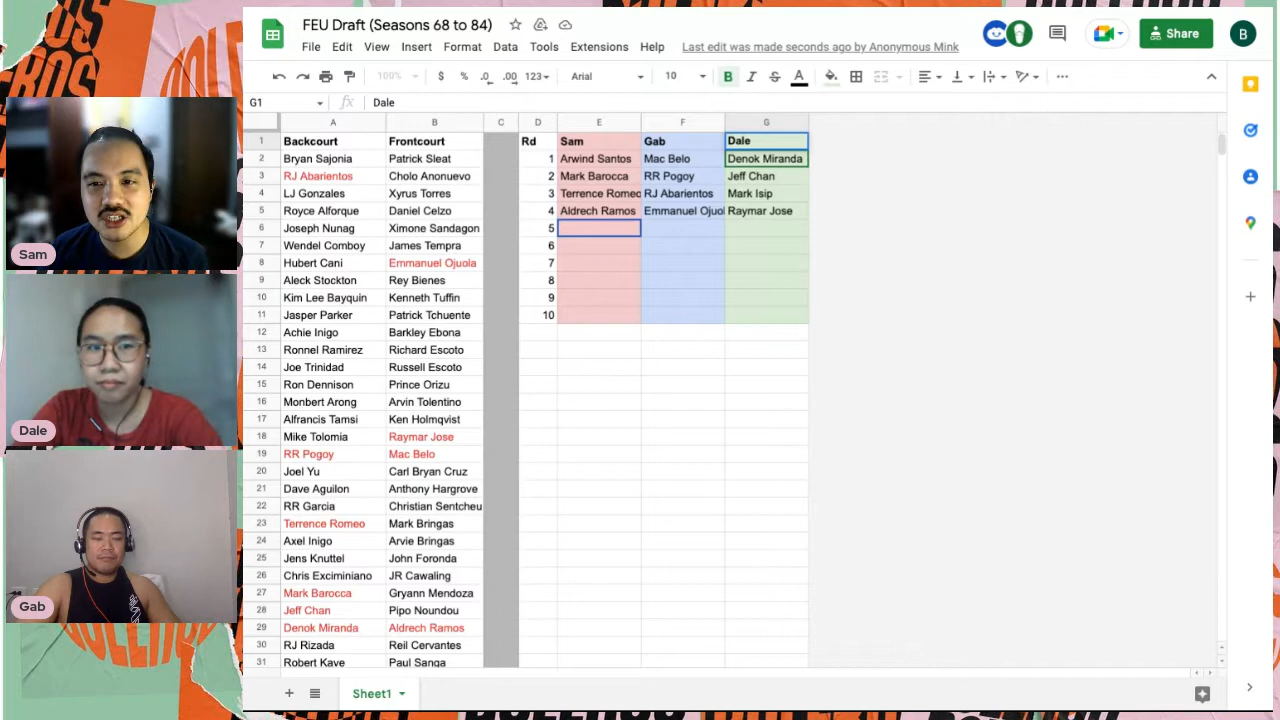 FEU Draft (Seasons 68 to 84)
File Edit View Insert Format Data Tools Extensions Help Last edit was made seconds ago by Anonymous Mink
Share
B
100% $ % .0 .00 123 Arial 10 B I S A
G1 fx Dale
A B C D E F G
1 Backcourt Frontcourt Rd Sam Gab Dale
2 Bryan Sajonia Patrick Sleat 1 Arwind Santos Mac Belo Denok Miranda
3 RJ Abarientos Cholo Anonuevo 2 Mark Barocca RR Pogoy Jeff Chan
4 LJ Gonzales Xyrus Torres 3 Terrence Romeo RJ Abarientos Mark Isip
5 Royce Alforque Daniel Celzo 4 Aldrech Ramos Emmanuel Ojuol Raymar Jose
6 Joseph Nunag Ximone Sandagon 5
7 Wendel Comboy James Tempra 6
8 Hubert Cani Emmanuel Ojuola 7
9 Aleck Stockton Rey Bienes 8
10 Kim Lee Bayquin Kenneth Tuffin 9
11 Jasper Parker Patrick Tchuente 10
12 Achie Inigo Barkley Ebona
13 Ronnel Ramirez Richard Escoto
14 Joe Trinidad Russell Escoto
15 Ron Dennison Prince Orizu
16 Monbert Arong Arvin Tolentino
17 Alfrancis Tamsi Ken Holmqvist
18 Mike Tolomia Raymar Jose
19 RR Pogoy Mac Belo
20 Joel Yu Carl Bryan Cruz
21 Dave Aguilon Anthony Hargrove
22 RR Garcia Christian Sentcheu
23 Terrence Romeo Mark Bringas
24 Axel Inigo Arvie Bringas
25 Jens Knuttel John Foronda
26 Chris Exciminiano JR Cawaling
27 Mark Barocca Gryann Mendoza
28 Jeff Chan Pipo Noundou
29 Denok Miranda Aldrech Ramos
30 RJ Rizada Reil Cervantes
31 Robert Kave Paul Sanga
Sheet1
Sam
Dale
Gab